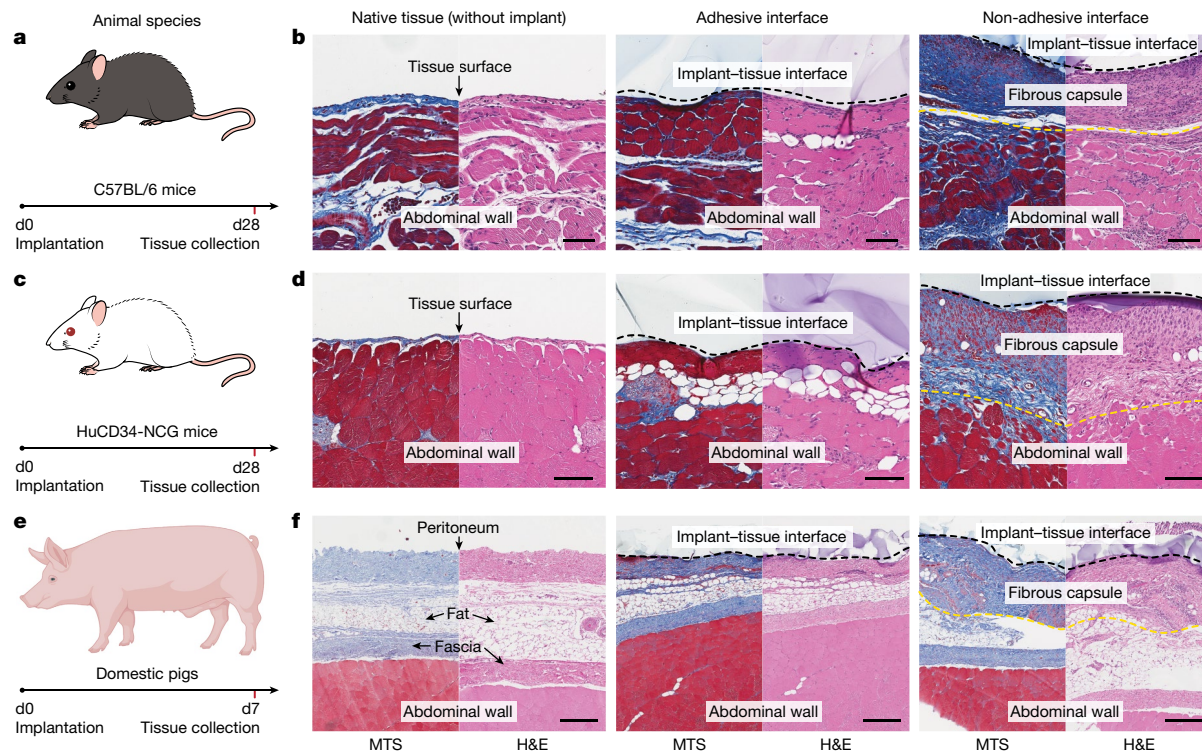 Animal species
Native tissue (without implant)
Adhesive interface
Non-adhesive interface
a
C57BL/6 mice
d0
d28
Implantation
Tissue collection
b
Tissue surface
Abdominal wall
Implant–tissue interface
Abdominal wall
Implant–tissue interface
Fibrous capsule
Abdominal wall
c
HuCD34-NCG mice
d0
d28
Implantation
Tissue collection
d
Tissue surface
Abdominal wall
Implant–tissue interface
Abdominal wall
Implant–tissue interface
Fibrous capsule
Abdominal wall
e
Domestic pigs
d0
d7
Implantation
Tissue collection
f
Peritoneum
Fat
Fascia
Abdominal wall
Implant–tissue interface
Abdominal wall
Implant–tissue interface
Fibrous capsule
Abdominal wall
MTS
H&E
MTS
H&E
MTS
H&E